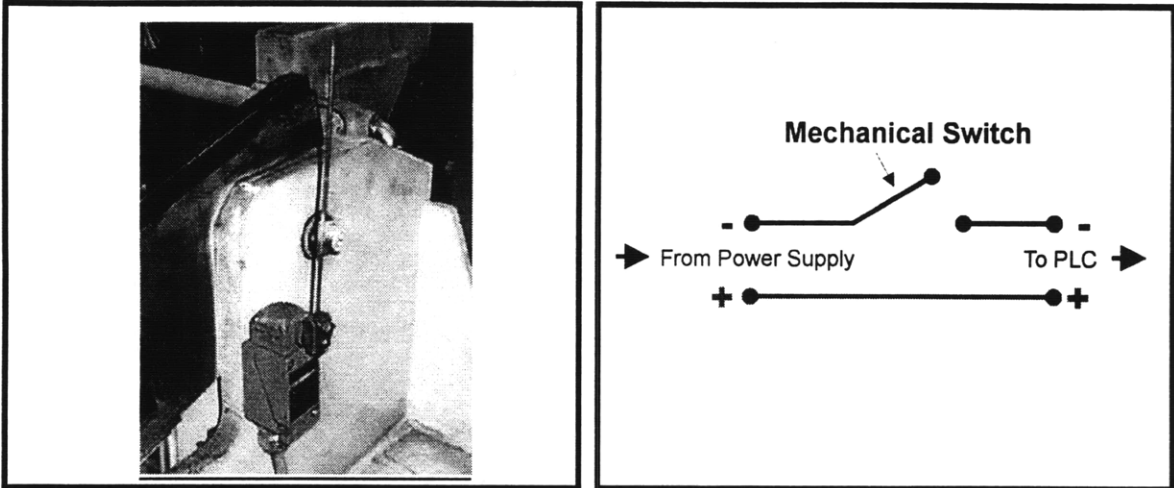 Mechanical Switch
- -
From Power Supply To PLC
+ +